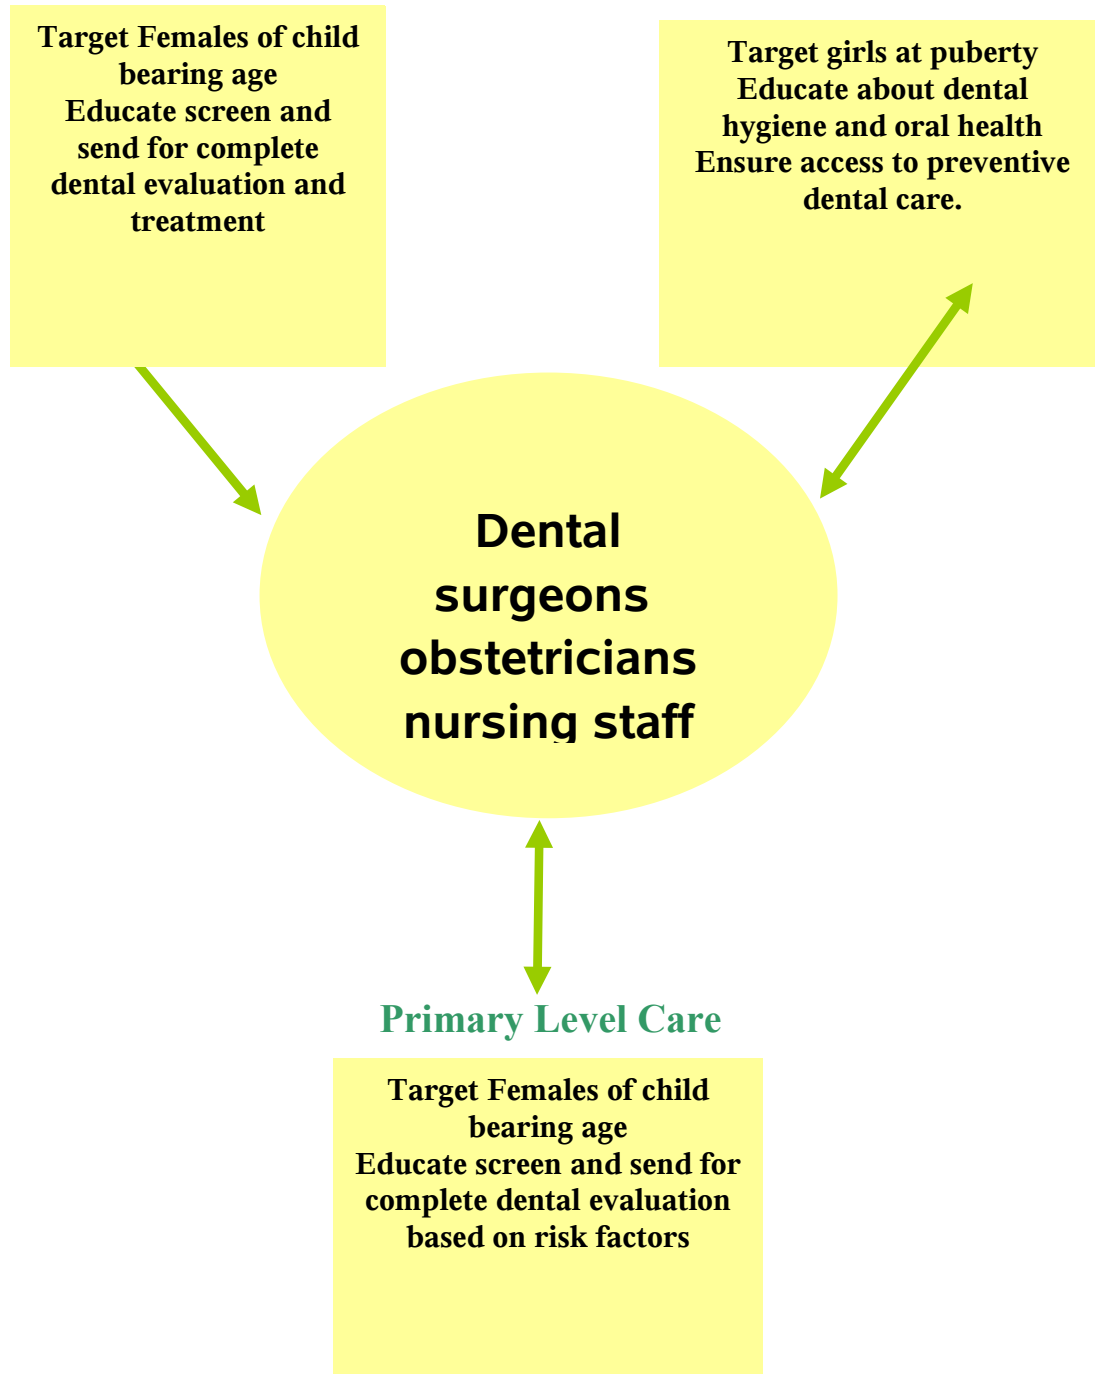 Target Females of child
bearing age
Educate screen and
send for complete
dental evaluation and
treatment
Target girls at puberty
Educate about dental
hygiene and oral health
Ensure access to preventive
dental care.
Dental
surgeons
obstetricians
nursing staff
Primary Level Care
Target Females of child
bearing age
Educate screen and send for
complete dental evaluation
based on risk factors